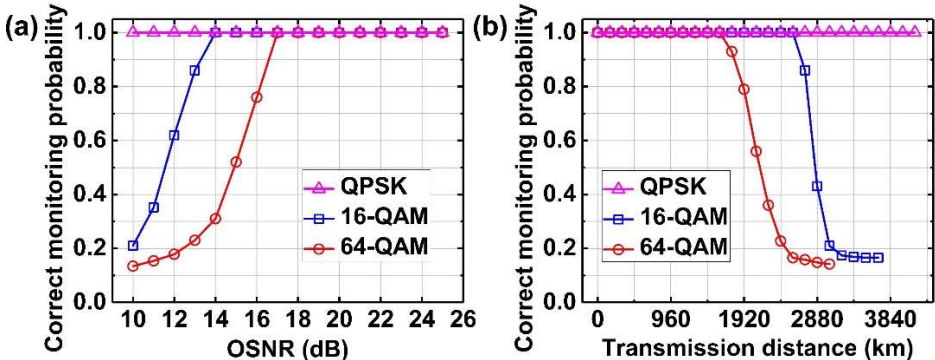 (a)
Correct monitoring probability
1.0
0.8
0.6
0.4
0.2
0.0
QPSK
16-QAM
64-QAM
10 12 14 16 18 20 22 24 26
OSNR (dB)
(b)
Correct monitoring probability
1.0
0.8
0.6
0.4
0.2
0.0
QPSK
16-QAM
64-QAM
0 960 1920 2880 3840
Transmission distance (km)